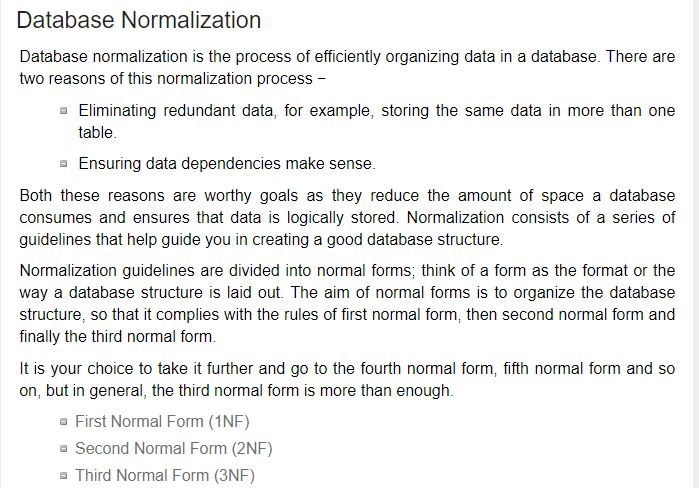 Database Normalization
Database normalization is the process of efficiently organizing data in a database. There are
two reasons of this normalization process −
Eliminating redundant data, for example, storing the same data in more than one
table.
Ensuring data dependencies make sense.
Both these reasons are worthy goals as they reduce the amount of space a database
consumes and ensures that data is logically stored. Normalization consists of a series of
guidelines that help guide you in creating a good database structure.
Normalization guidelines are divided into normal forms; think of a form as the format or the
way a database structure is laid out. The aim of normal forms is to organize the database
structure, so that it complies with the rules of first normal form, then second normal form and
finally the third normal form.
It is your choice to take it further and go to the fourth normal form, fifth normal form and so
on, but in general, the third normal form is more than enough.
First Normal Form (1NF)
Second Normal Form (2NF)
Third Normal Form (3NF)